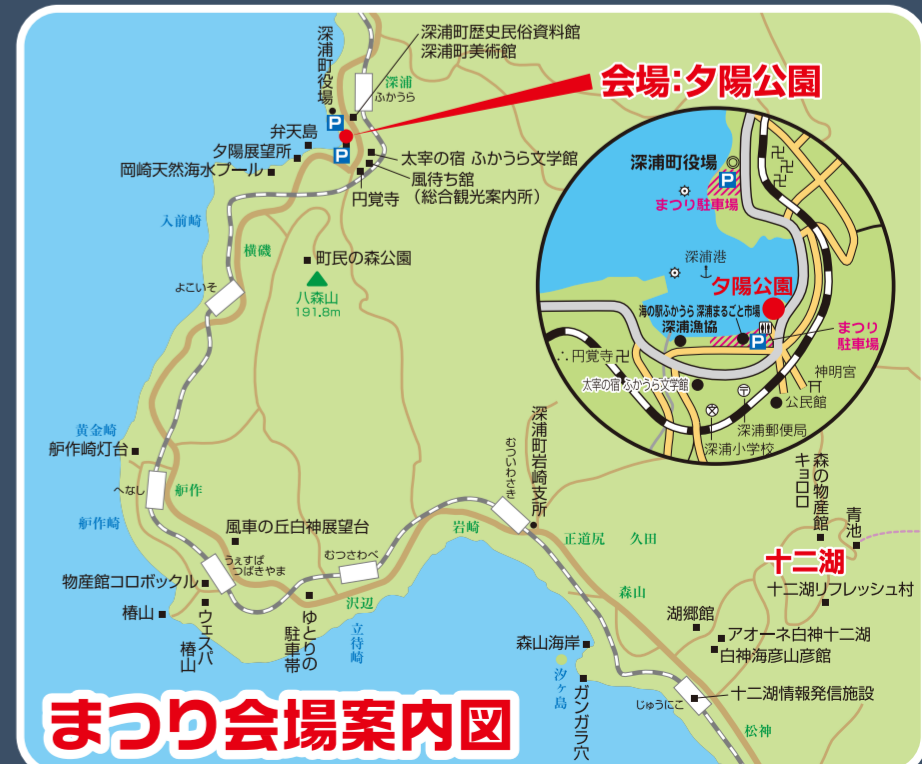 深浦町歴史民俗資料館
深浦町美術館
深浦町役場
深浦
ふかうら
会場:夕陽公園
P
P
弁天島
夕陽展望所
岡崎天然海水プール
太宰の宿 ふかうら文学館
風待ち館
(総合観光案内所)
円覚寺
入前崎
横磯
よこいそ
町民の森公園
八森山
191.8m
深浦町役場
P
まつり駐車場
深浦港
夕陽公園
海の駅ふかうら 深浦まるごと市場
深浦漁協
P
まつり
駐車場
円覚寺
太宰の宿 ふかうら文学館
神明宮
公民館
深浦郵便局
深浦小学校
黄金崎
舮作崎灯台
へなし
舮作
舮作崎
風車の丘白神展望台
うぇすぱ
つばきやま
むつさわべ
物産館コロボックル
椿山
ウェスパ
椿山
ゆとりの
駐車帯
沢辺
立待崎
岩崎
むついわさき
深浦町岩崎支所
正道尻
久田
森山
森の物産館
キョロロ
青池
十二湖
十二湖リフレッシュ村
湖郷館
アオーネ白神十二湖
白神海彦山彦館
森山海岸
汐ヶ島
ガンガラ穴
じゅうにこ
十二湖情報発信施設
松神
まつり会場案内図